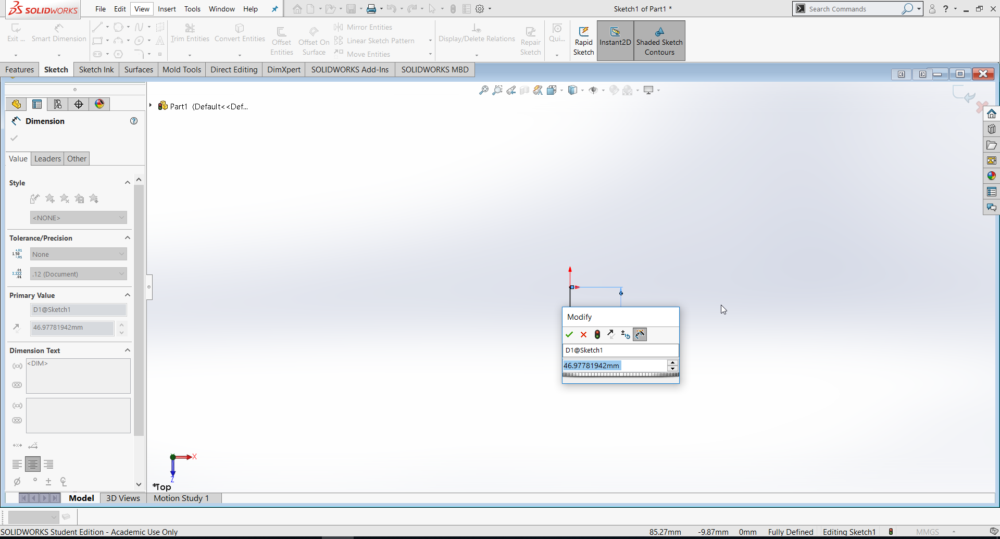 SOLIDWORKS
File Edit View Insert Tools Window Help
Sketch1 of Part1 *
Search Commands
?
Exit ...
Smart Dimension
Trim Entities
Convert Entities
Offset
Entities
Offset On
Surface
Mirror Entities
Linear Sketch Pattern
Move Entities
Display/Delete Relations
Repair
Sketch
Qui...
Rapid
Sketch
Instant2D
Shaded Sketch
Contours
Features Sketch Sketch Ink Surfaces Mold Tools Direct Editing DimXpert SOLIDWORKS Add-Ins SOLIDWORKS MBD
Part1 (Default<<Def...
Dimension
Value Leaders Other
Style
<NONE>
Tolerance/Precision
None
.12 (Document)
Primary Value
D1@Sketch1
46.97781942mm
Dimension Text
<DIM>
Modify
D1@Sketch1
46.97781942mm
X
Z
*Top
Model 3D Views Motion Study 1
SOLIDWORKS Student Edition - Academic Use Only
85.27mm -9.87mm 0mm Fully Defined Editing Sketch1 MMGS